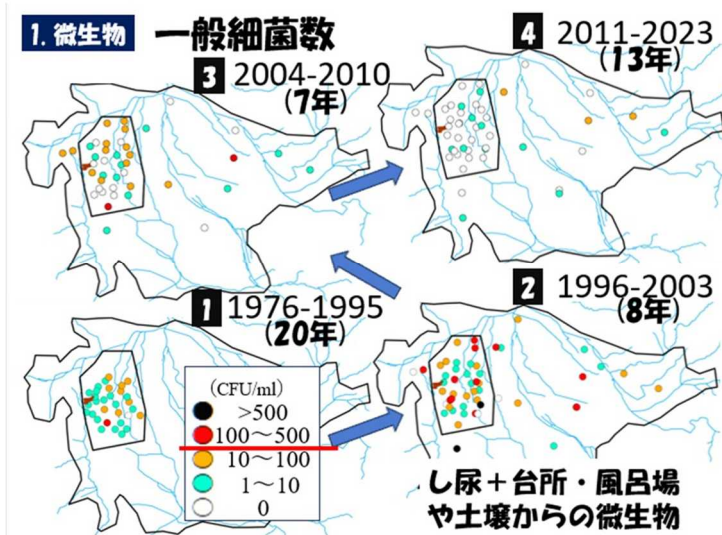 1. 微生物 一般細菌数
3 2004-2010
(7年)
4 2011-2023
(13年)
1 1976-1995
(20年)
2 1996-2003
(8年)
(CFU/ml)
>500
100～500
10～100
1～10
0
し尿＋台所・風呂場
や土壌からの微生物